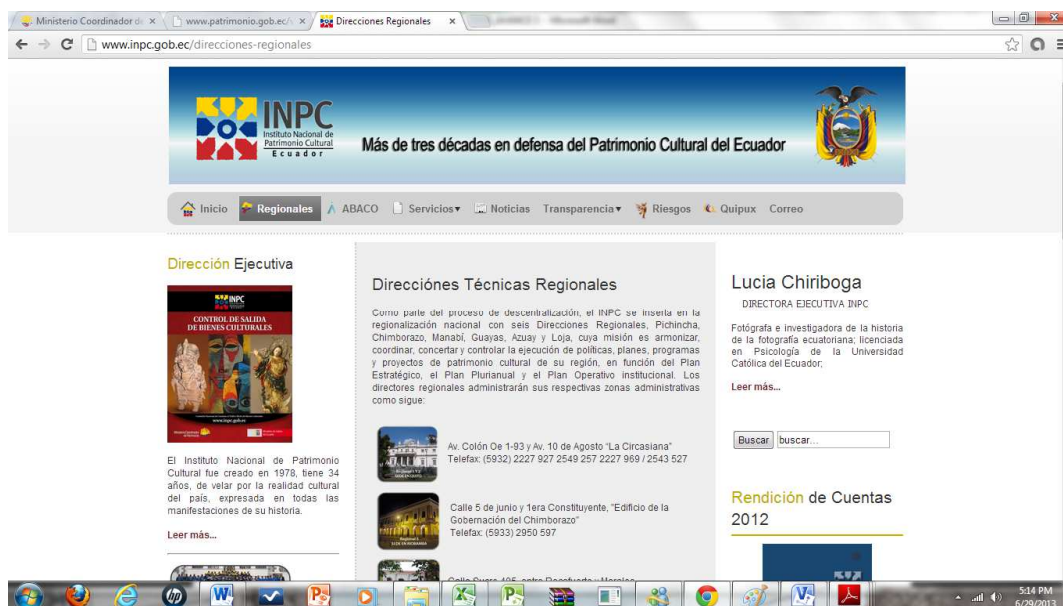 Ministerio Coordinador de
www.patrimonio.gob.ec/
Direcciones Regionales
www.inpc.gob.ec/direcciones-regionales
INPC
Instituto Nacional de
Patrimonio Cultural
Ecuador
Más de tres décadas en defensa del Patrimonio Cultural del Ecuador
Inicio Regionales ABACO Servicios Noticias Transparencia Riesgos Quipux Correo
Dirección Ejecutiva
INPC
CONTROL DE SALIDA
DE BIENES CULTURALES
www.inpc.gob.ec
El Instituto Nacional de Patrimonio
Cultural fue creado en 1978, tiene 34
años, de velar por la realidad cultural
del país, expresada en todas las
manifestaciones de su historia.
Leer más...
Direcciónes Técnicas Regionales
Como parte del proceso de descentralización, el INPC se inserta en la
regionalización nacional con seis Direcciones Regionales, Pichincha,
Chimborazo, Manabí, Guayas, Azuay y Loja, cuya misión es armonizar,
coordinar, concertar y controlar la ejecución de políticas, planes, programas
y proyectos de patrimonio cultural de su región, en función del Plan
Estratégico, el Plan Plurianual y el Plan Operativo institucional. Los
directores regionales administrarán sus respectivas zonas administrativas
como sigue:
Av. Colón Oe 1-93 y Av. 10 de Agosto "La Circasiana"
Telefax: (5932) 2227 927 2549 257 2227 969 / 2543 527
Calle 5 de junio y 1era Constituyente, "Edificio de la
Gobernación del Chimborazo"
Telefax: (5933) 2950 597
Calle Sucre 405, entre Rocafuerte y Morales
Lucia Chiriboga
DIRECTORA EJECUTIVA INPC
Fotógrafa e investigadora de la historia
de la fotografía ecuatoriana; licenciada
en Psicología de la Universidad
Católica del Ecuador;
Leer más...
Buscar buscar...
Rendición de Cuentas
2012
5:14 PM
6/29/2013